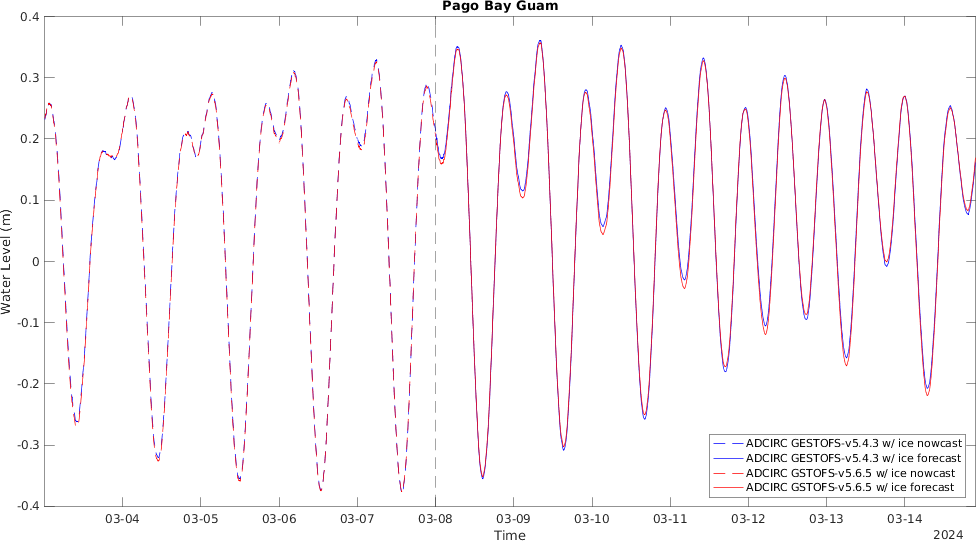 Pago Bay Guam
Water Level (m)
0.4
0.3
0.2
0.1
0
-0.1
-0.2
-0.3
-0.4
03-04 03-05 03-06 03-07 03-08 03-09 03-10 03-11 03-12 03-13 03-14
Time
2024
ADCIRC GESTOFS-v5.4.3 w/ ice nowcast
ADCIRC GESTOFS-v5.4.3 w/ ice forecast
ADCIRC GSTOFS-v5.6.5 w/ ice nowcast
ADCIRC GSTOFS-v5.6.5 w/ ice forecast